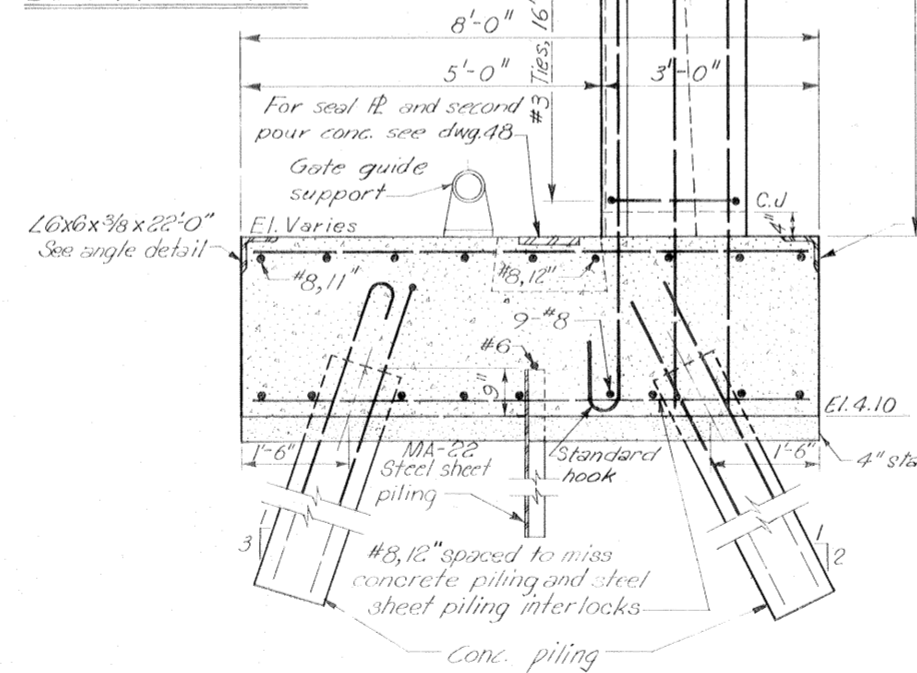 8'-0"
5'-0"
3'-0"
#3 Ties, 16"
For seal ℄ and second
pour conc. see dwg.48
Gate guide
support
C.J
4"
L6x6x3/8x22'-0"
See angle detail
El. Varies
#8,11"
#8,12"
9-#8
#6
9"
El.4.10
1'-6"
MA-22
Steel sheet
piling
Standard
hook
1'-6"
4" sta
3
1
2
#8,12" spaced to miss
concrete piling and steel
sheet piling interlocks
Conc. piling